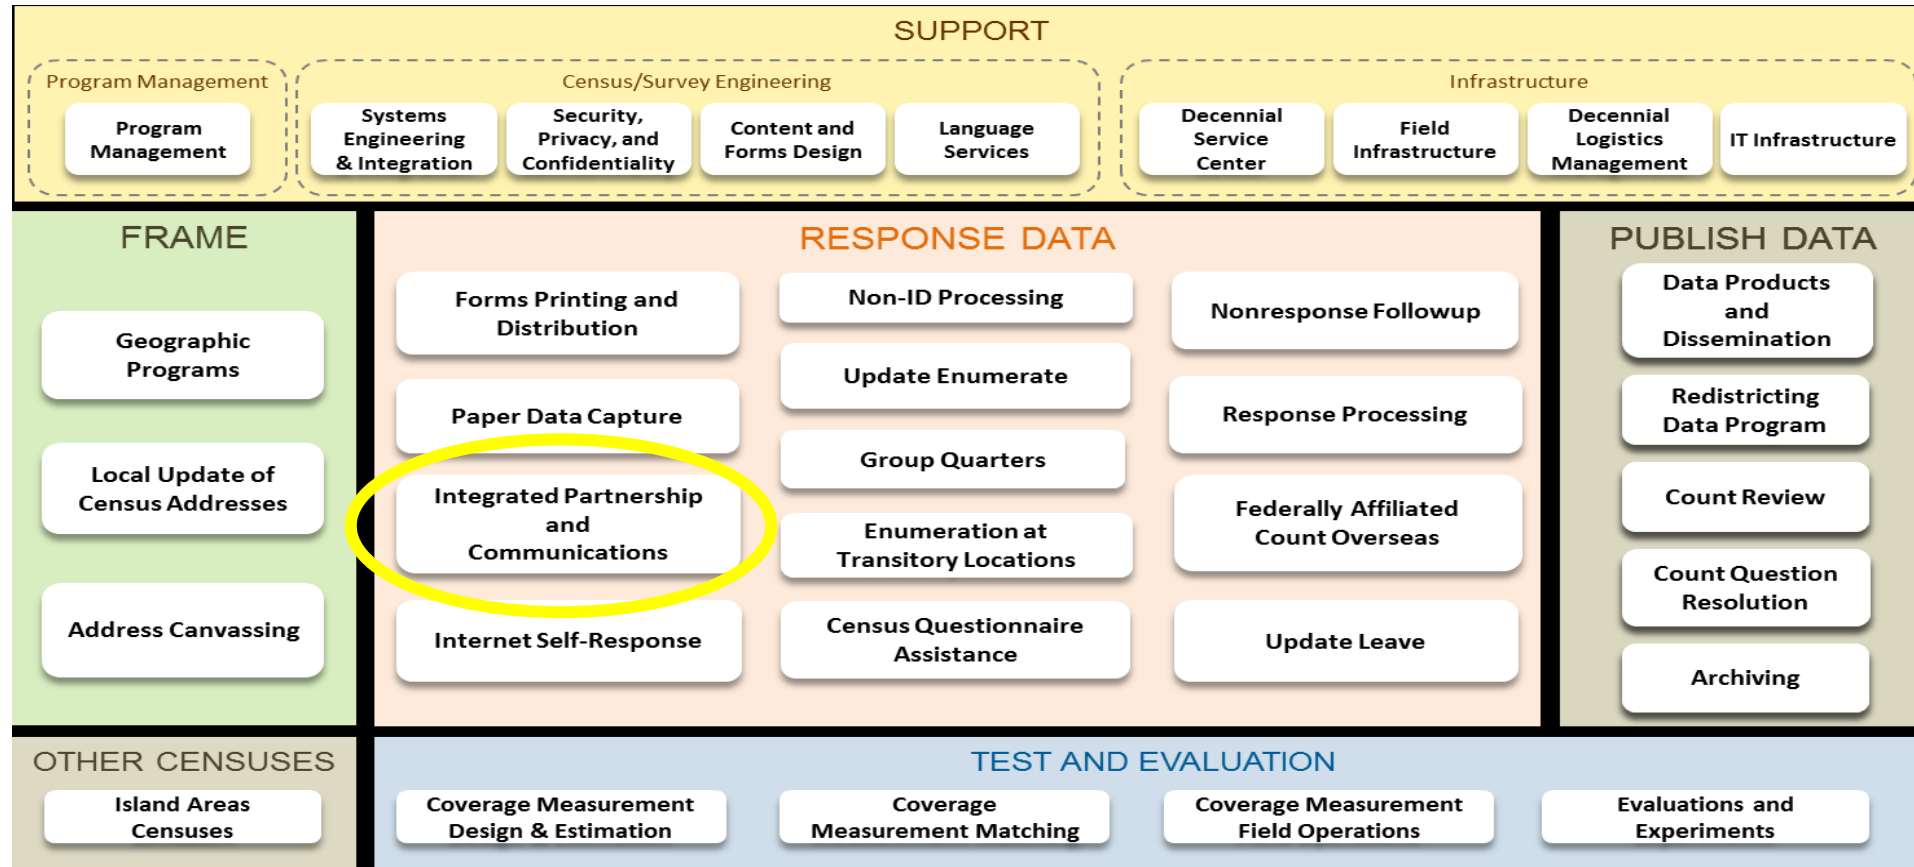 SUPPORT
Program Management
Program
Management
Census/Survey Engineering
Systems
Engineering
& Integration
Security,
Privacy, and
Confidentiality
Content and
Forms Design
Language
Services
Infrastructure
Decennial
Service
Center
Field
Infrastructure
Decennial
Logistics
Management
IT Infrastructure
FRAME
Geographic
Programs
Local Update of
Census Addresses
Address Canvassing
RESPONSE DATA
Forms Printing and
Distribution
Paper Data Capture
Integrated Partnership
and
Communications
Internet Self-Response
Non-ID Processing
Update Enumerate
Group Quarters
Enumeration at
Transitory Locations
Census Questionnaire
Assistance
Nonresponse Followup
Response Processing
Federally Affiliated
Count Overseas
Update Leave
PUBLISH DATA
Data Products
and
Dissemination
Redistricting
Data Program
Count Review
Count Question
Resolution
Archiving
OTHER CENSUSES
Island Areas
Censuses
TEST AND EVALUATION
Coverage Measurement
Design & Estimation
Coverage
Measurement Matching
Coverage Measurement
Field Operations
Evaluations and
Experiments